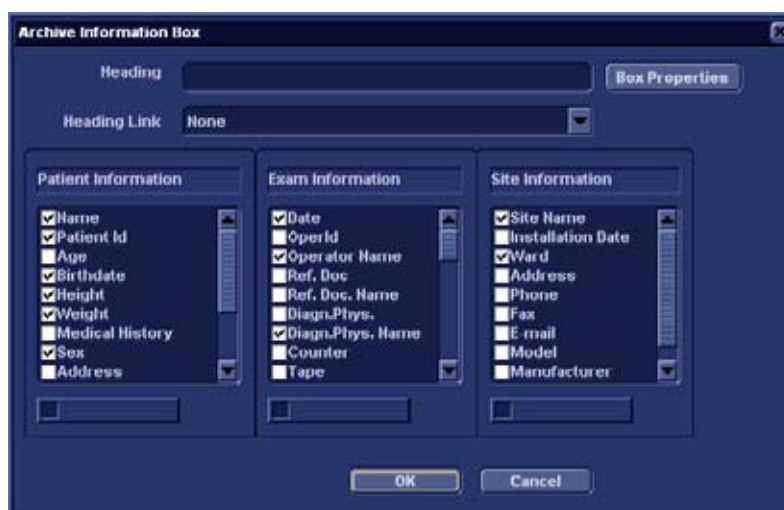 Archive Information Box
Heading
Box Properties
Heading Link None
Patient Information
Name
Patient Id
Age
Birthdate
Height
Weight
Medical History
Sex
Address
Exam Information
Date
OperId
Operator Name
Ref. Doc
Ref. Doc. Name
Diagn.Phys.
Diagn.Phys. Name
Counter
Tape
Site Information
Site Name
Installation Date
Ward
Address
Phone
Fax
E-mail
Model
Manufacturer
OK
Cancel